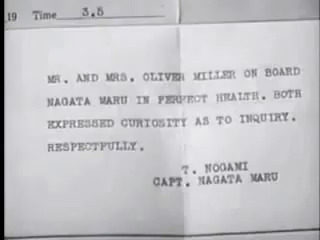 19 Time 3.5
MR. AND MRS. OLIVER MILLER ON BOARD
NAGATA MARU IN PERFECT HEALTH. BOTH
EXPRESSED CURIOSITY AS TO INQUIRY.
RESPECTFULLY.
T. NOGAMI
CAPT. NAGATA MARU